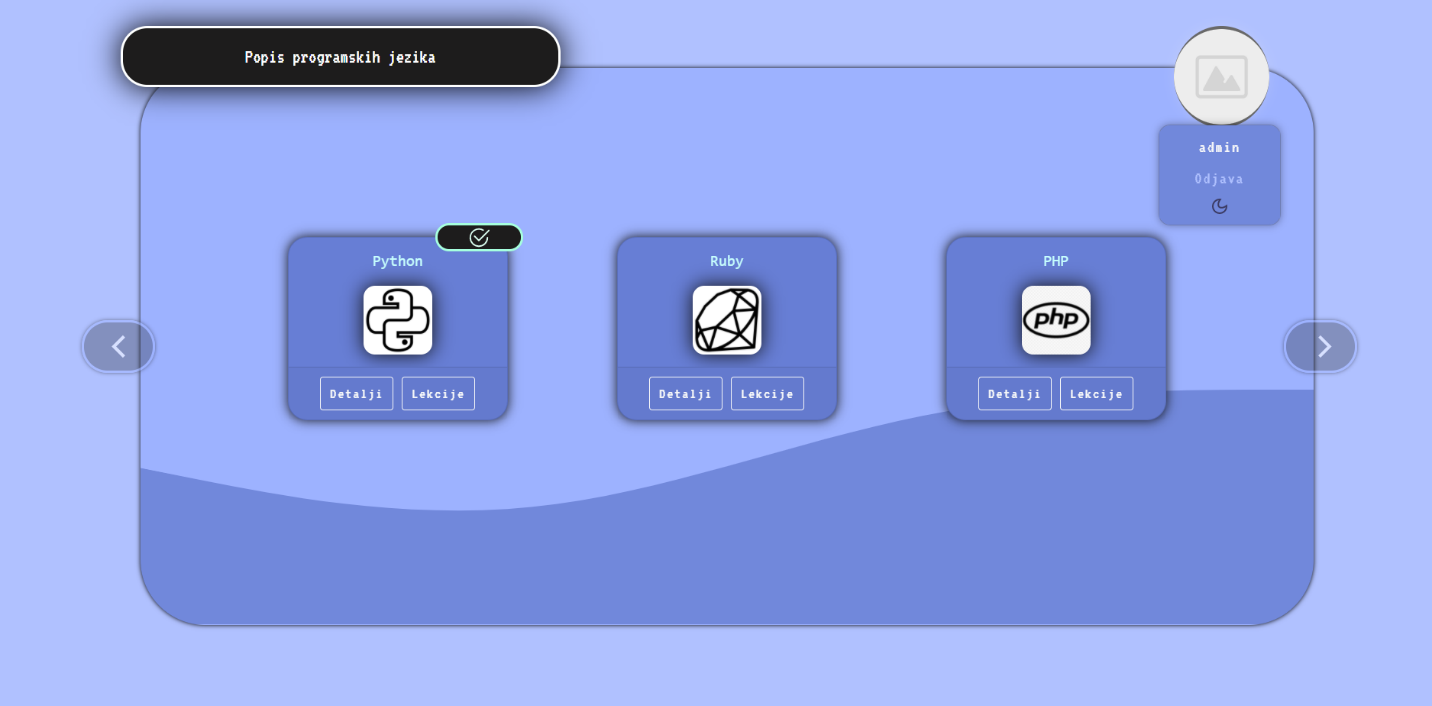 Popis programskih jezika
admin
Odjava
Python
Ruby
PHP
php
Detalji Lekcije
Detalji Lekcije
Detalji Lekcije